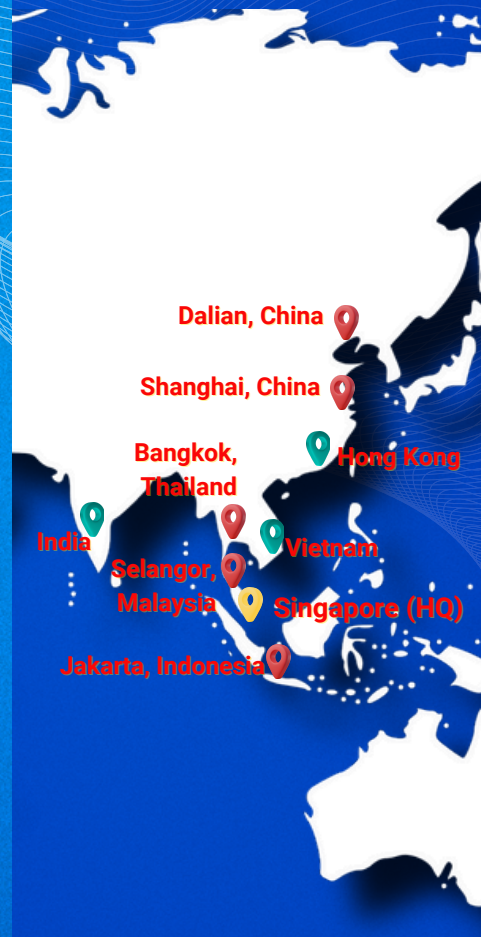 Dalian, China
Shanghai, China
Bangkok,
Thailand
Hong Kong
India
Vietnam
Selangor,
Malaysia
Singapore (HQ)
Jakarta, Indonesia